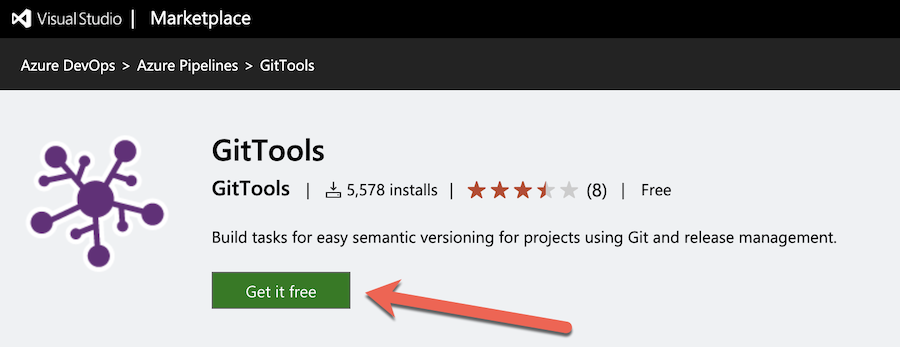 Visual Studio | Marketplace
Azure DevOps > Azure Pipelines > GitTools
GitTools
GitTools | 5,578 installs | (8) | Free
Build tasks for easy semantic versioning for projects using Git and release management.
Get it free